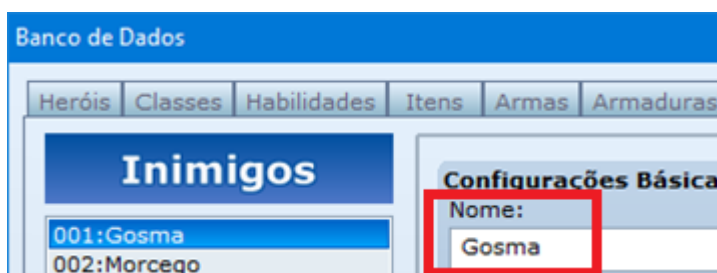 Banco de Dados
Heróis Classes Habilidades Itens Armas Armaduras
Inimigos
001:Gosma
002:Morcego
Configurações Básica
Nome:
Gosma